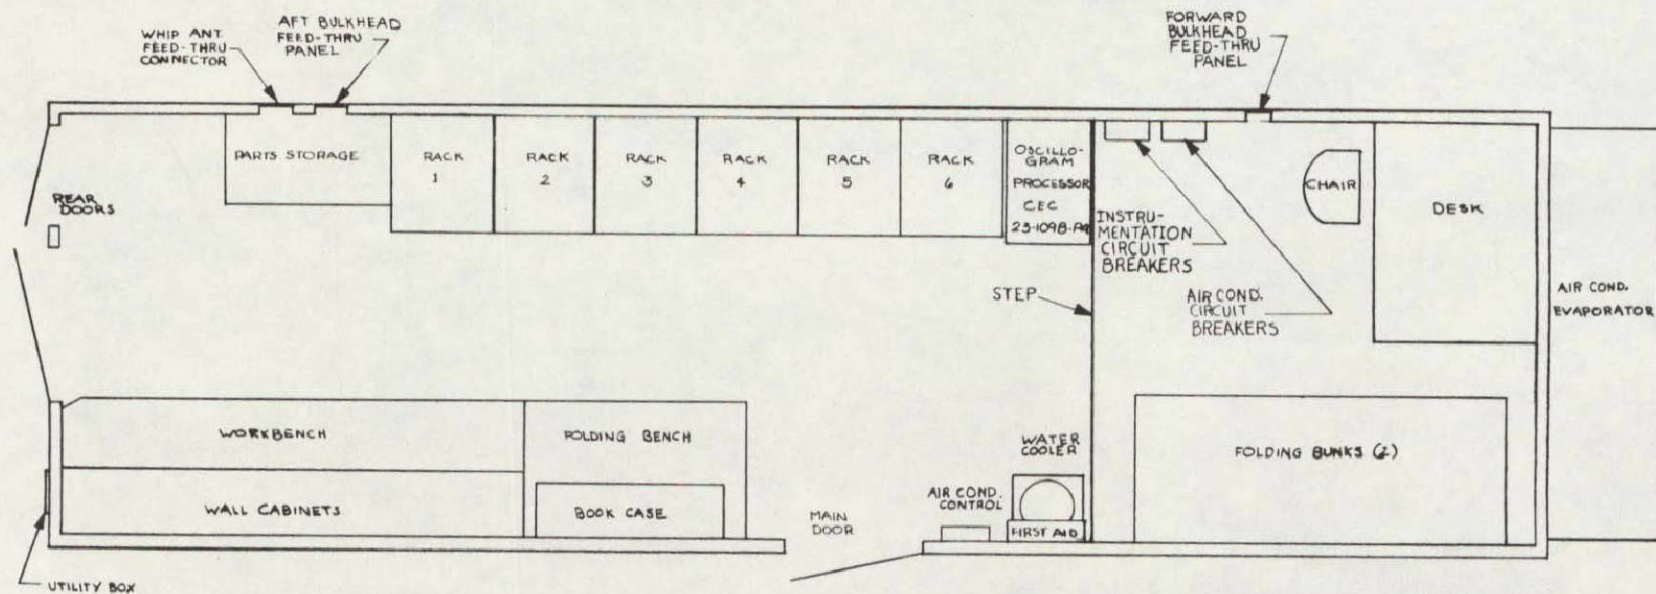 WHIP ANT.
FEED-THRU
CONNECTOR
AFT BULKHEAD
FEED-THRU
PANEL
FORWARD
BULKHEAD
FEED-THRU
PANEL
REAR
DOORS
PARTS STORAGE
RACK
1
RACK
2
RACK
3
RACK
4
RACK
5
RACK
6
OSCILLO-
GRAM
PROCESSOR
CEC
INSTRU-
MENTATION
CIRCUIT
BREAKERS
AIR COND.
CIRCUIT
BREAKERS
CHAIR
DESK
AIR COND.
EVAPORATOR
STEP
WORKBENCH
WALL CABINETS
FOLDING BENCH
BOOK CASE
MAIN
DOOR
AIR COND.
CONTROL
WATER
COOLER
FIRST AID
FOLDING BUNKS (2)
UTILITY BOX